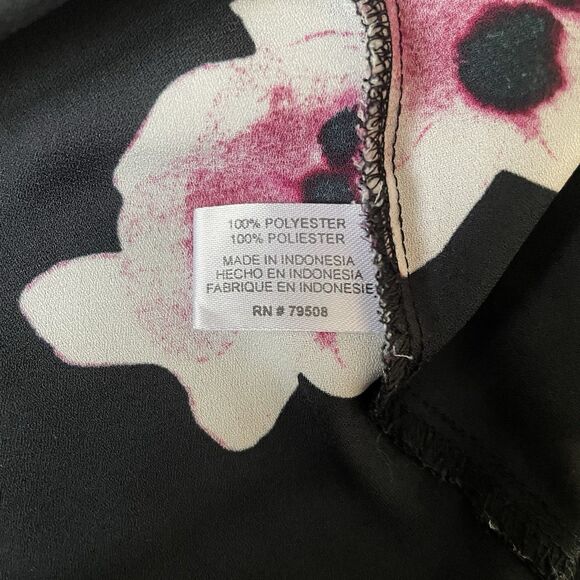 100% POLYESTER
100% POLIESTER
MADE IN INDONESIA
HECHO EN INDONESIA
FABRIQUE EN INDONESIE
RN # 79508